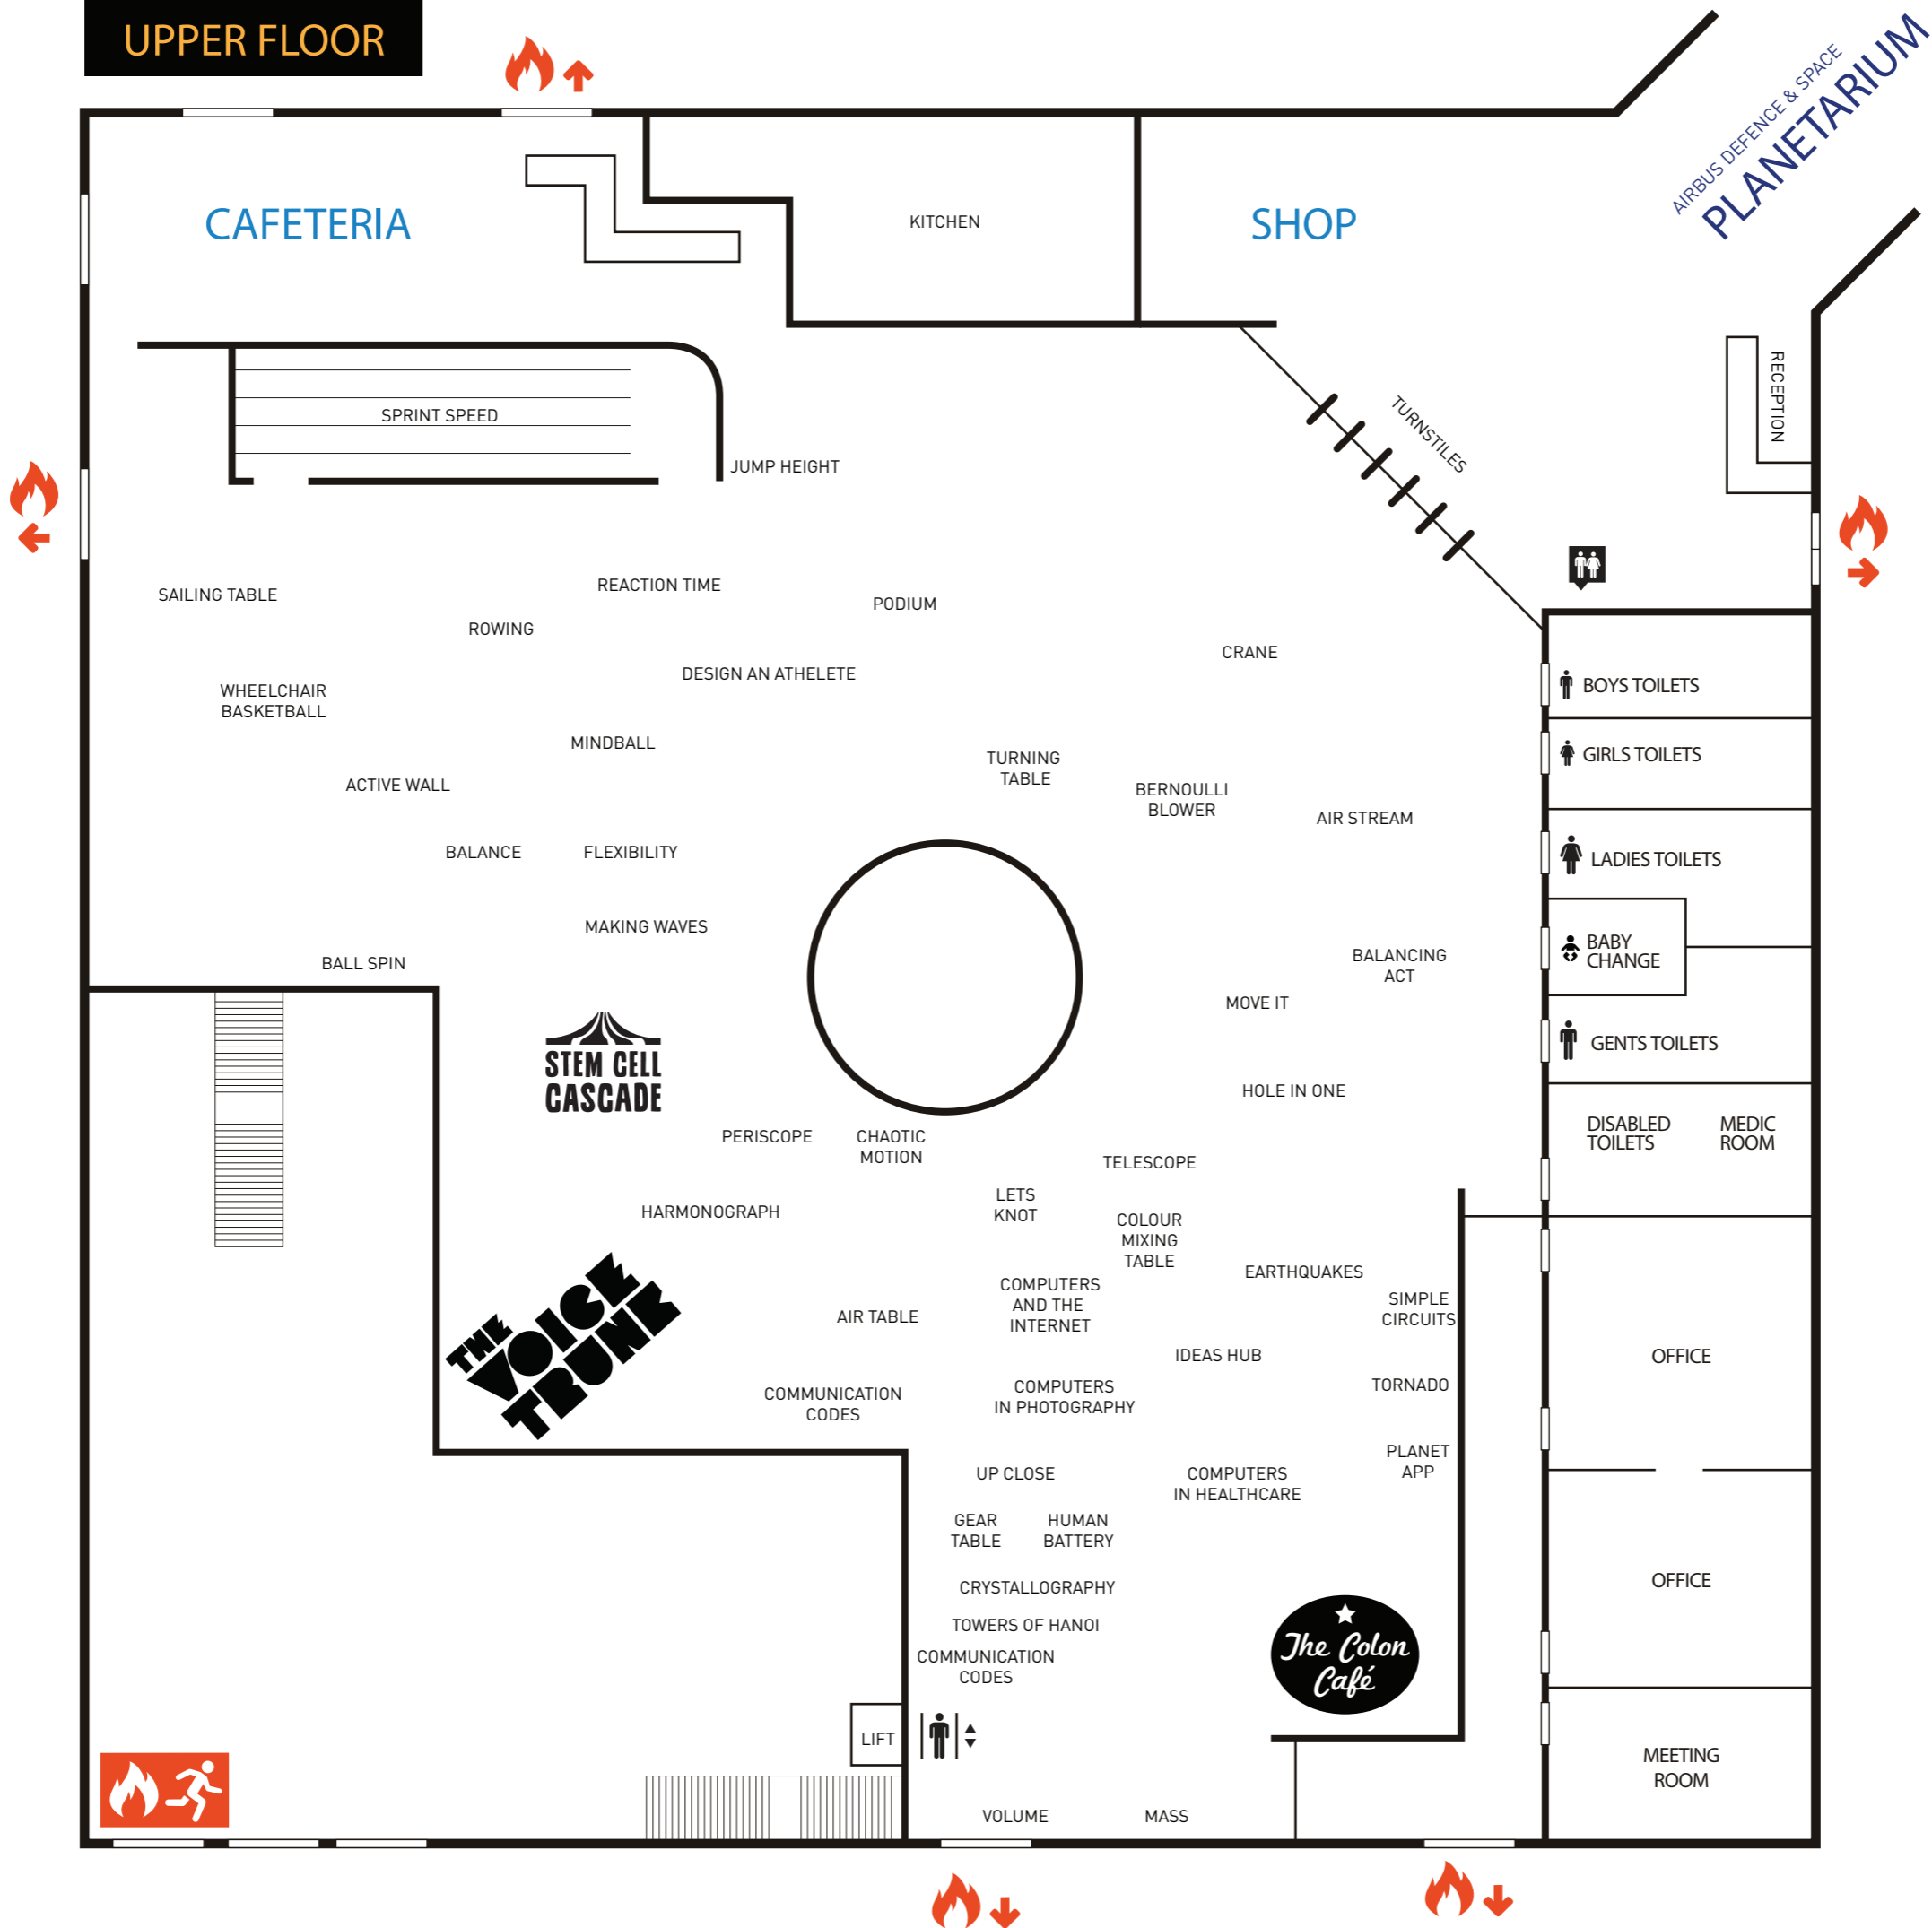 UPPER FLOOR
AIRBUS DEFENCE & SPACE
PLANETARIUM
CAFETERIA
KITCHEN
SHOP
RECEPTION
TURNSTILES
SPRINT SPEED
JUMP HEIGHT
SAILING TABLE
REACTION TIME
PODIUM
ROWING
CRANE
DESIGN AN ATHELETE
WHEELCHAIR
BASKETBALL
BOYS TOILETS
MINDBALL
TURNING
TABLE
GIRLS TOILETS
ACTIVE WALL
BERNOULLI
BLOWER
AIR STREAM
BALANCE
FLEXIBILITY
LADIES TOILETS
MAKING WAVES
BALL SPIN
BALANCING
ACT
BABY
CHANGE
MOVE IT
STEM CELL
CASCADE
GENTS TOILETS
HOLE IN ONE
PERISCOPE
CHAOTIC
MOTION
DISABLED
TOILETS
MEDIC
ROOM
TELESCOPE
HARMONOGRAPH
LETS
KNOT
COLOUR
MIXING
TABLE
EARTHQUAKES
THE
VOICE
TRUNK
AIR TABLE
COMPUTERS
AND THE
INTERNET
SIMPLE
CIRCUITS
IDEAS HUB
OFFICE
COMMUNICATION
CODES
COMPUTERS
IN PHOTOGRAPHY
TORNADO
UP CLOSE
COMPUTERS
IN HEALTHCARE
PLANET
APP
GEAR
TABLE
HUMAN
BATTERY
CRYSTALLOGRAPHY
OFFICE
TOWERS OF HANOI
COMMUNICATION
CODES
The Colon
Café
LIFT
MEETING
ROOM
VOLUME
MASS